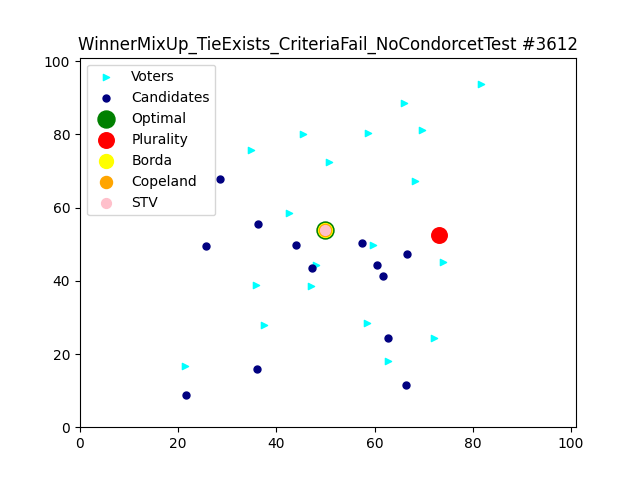 WinnerMixUp_TieExists_CriteriaFail_NoCondorcetTest #3612
100
80
60
40
20
0
Voters
Candidates
Optimal
Plurality
Borda
Copeland
STV
0 20 40 60 80 100